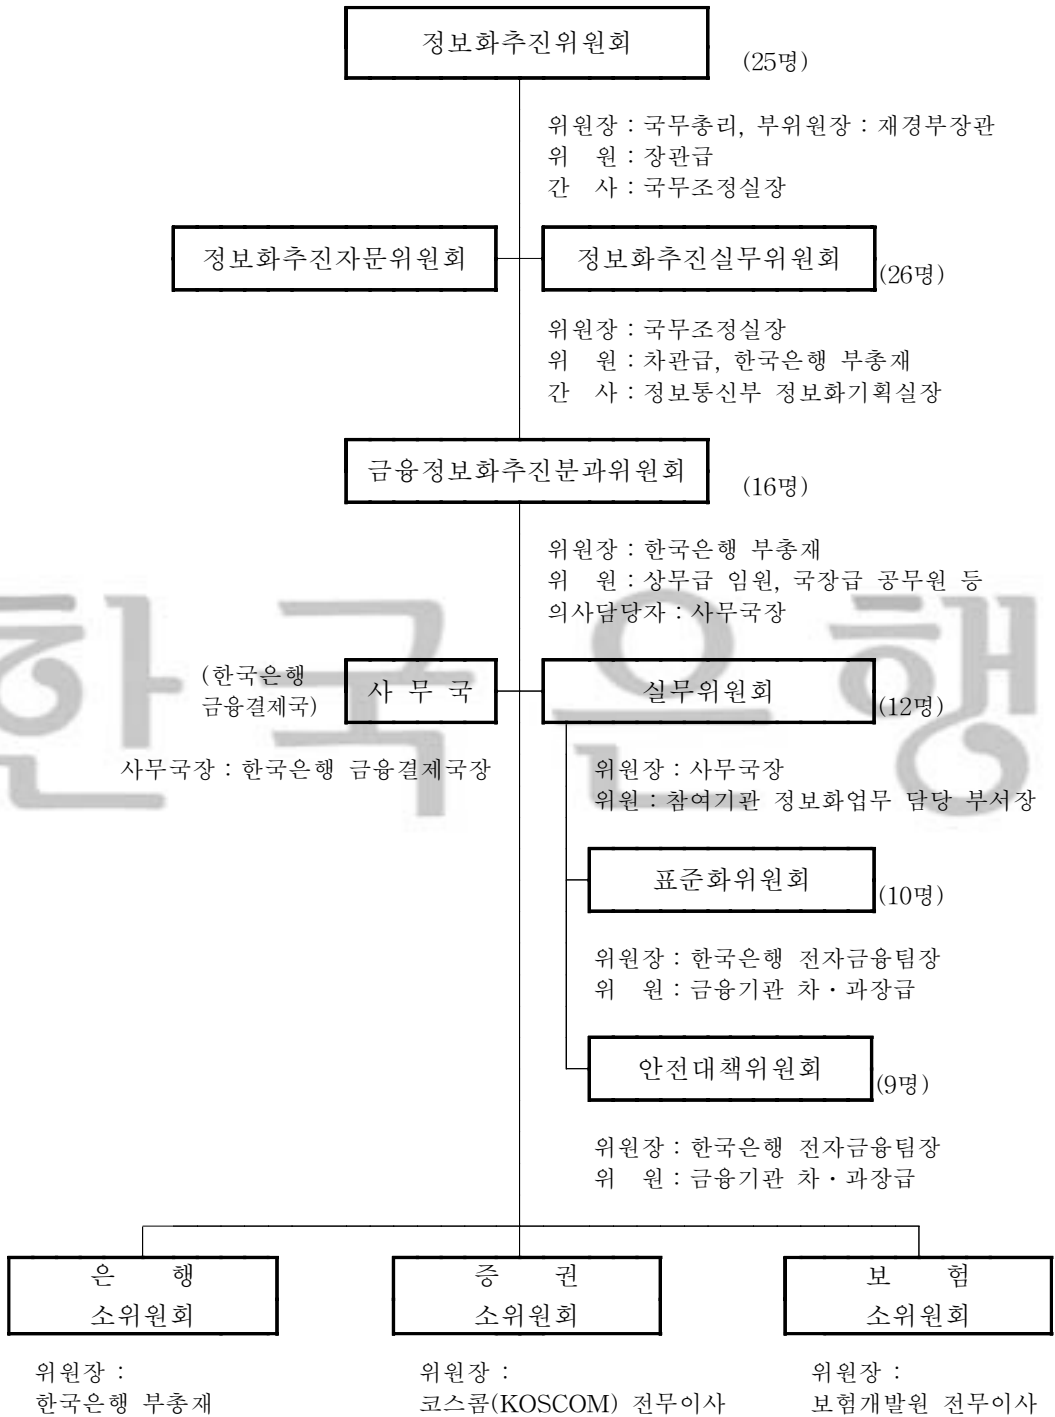 정보화추진위원회
(25명)
위원장 : 국무총리, 부위원장 : 재경부장관
위 원 : 장관급
간 사 : 국무조정실장
정보화추진자문위원회
정보화추진실무위원회
(26명)
위원장 : 국무조정실장
위 원 : 차관급, 한국은행 부총재
간 사 : 정보통신부 정보화기획실장
금융정보화추진분과위원회
(16명)
위원장 : 한국은행 부총재
위 원 : 상무급 임원, 국장급 공무원 등
의사담당자 : 사무국장
한국은행
(한국은행
금융결제국)
사 무 국
실무위원회
(12명)
사무국장 : 한국은행 금융결제국장
위원장 : 사무국장
위원 : 참여기관 정보화업무 담당 부서장
표준화위원회
(10명)
위원장 : 한국은행 전자금융팀장
위 원 : 금융기관 차·과장급
안전대책위원회
(9명)
위원장 : 한국은행 전자금융팀장
위 원 : 금융기관 차·과장급
은 행
소위원회
증 권
소위원회
보 험
소위원회
위원장 :
한국은행 부총재
위원장 :
코스콤(KOSCOM) 전무이사
위원장 :
보험개발원 전무이사